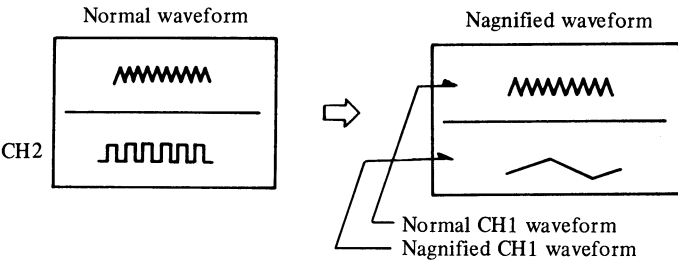 Normal waveform
Nagnified waveform
CH2
Normal CH1 waveform
Nagnified CH1 waveform